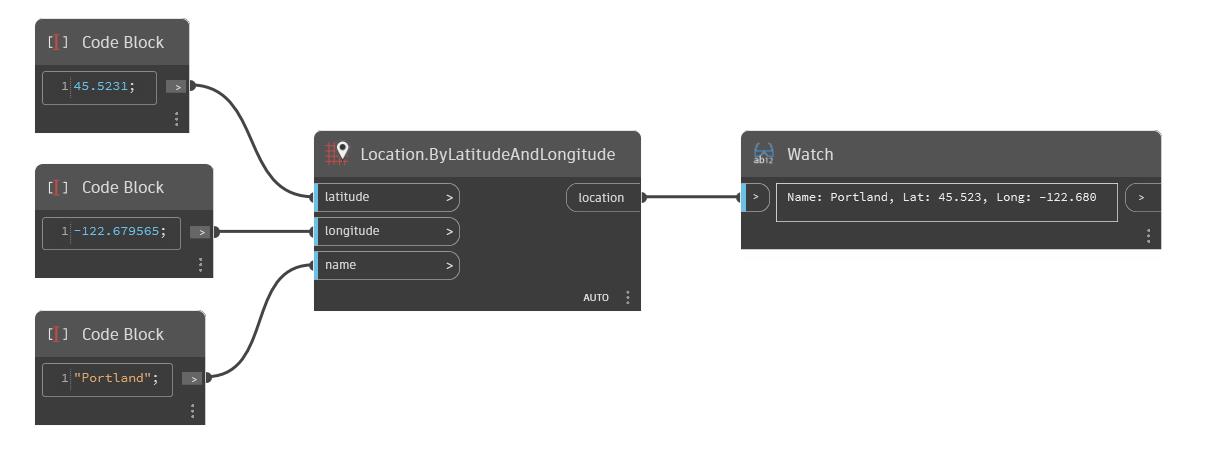 Code Block
1 45.5231;
>
Code Block
1 -122.679565;
>
Code Block
1 "Portland";
>
Location.ByLatitudeAndLongitude
latitude >
location
longitude >
name >
AUTO
ab12
Watch
>
Name: Portland, Lat: 45.523, Long: -122.680
>